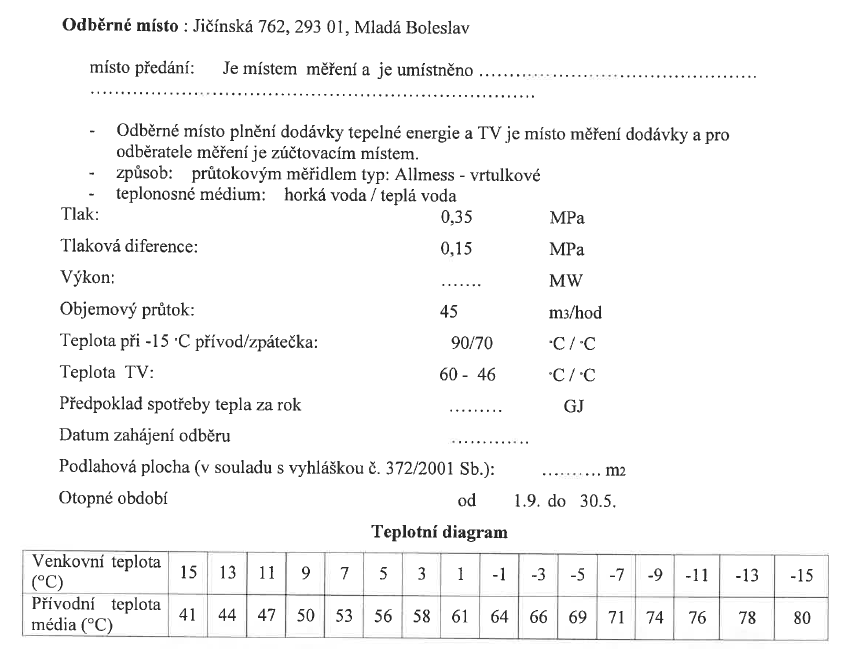 Odběrné místo : Jičínská 762, 293 01, Mladá Boleslav
místo předání: Je místem měření a je umístněno ................................................
...........................................................................
- Odběrné místo plnění dodávky tepelné energie a TV je místo měření dodávky a pro
odběratele měření je zúčtovacím místem.
- způsob: průtokovým měřidlem typ: Allmess - vrtulkové
- teplonosné médium: horká voda / teplá voda
Tlak: 0,35 MPa
Tlaková diference: 0,15 MPa
Výkon: ....... MW
Objemový průtok: 45 m3/hod
Teplota při -15 °C přívod/zpátečka: 90/70 °C / °C
Teplota TV: 60 - 46 °C / °C
Předpoklad spotřeby tepla za rok ......... GJ
Datum zahájení odběru .............
Podlahová plocha (v souladu s vyhláškou č. 372/2001 Sb.): .......... m2
Otopné období od 1.9. do 30.5.
Teplotní diagram
Venkovní teplota (°C) 15 13 11 9 7 5 3 1 -1 -3 -5 -7 -9 -11 -13 -15
Přívodní teplota média (°C) 41 44 47 50 53 56 58 61 64 66 69 71 74 76 78 80